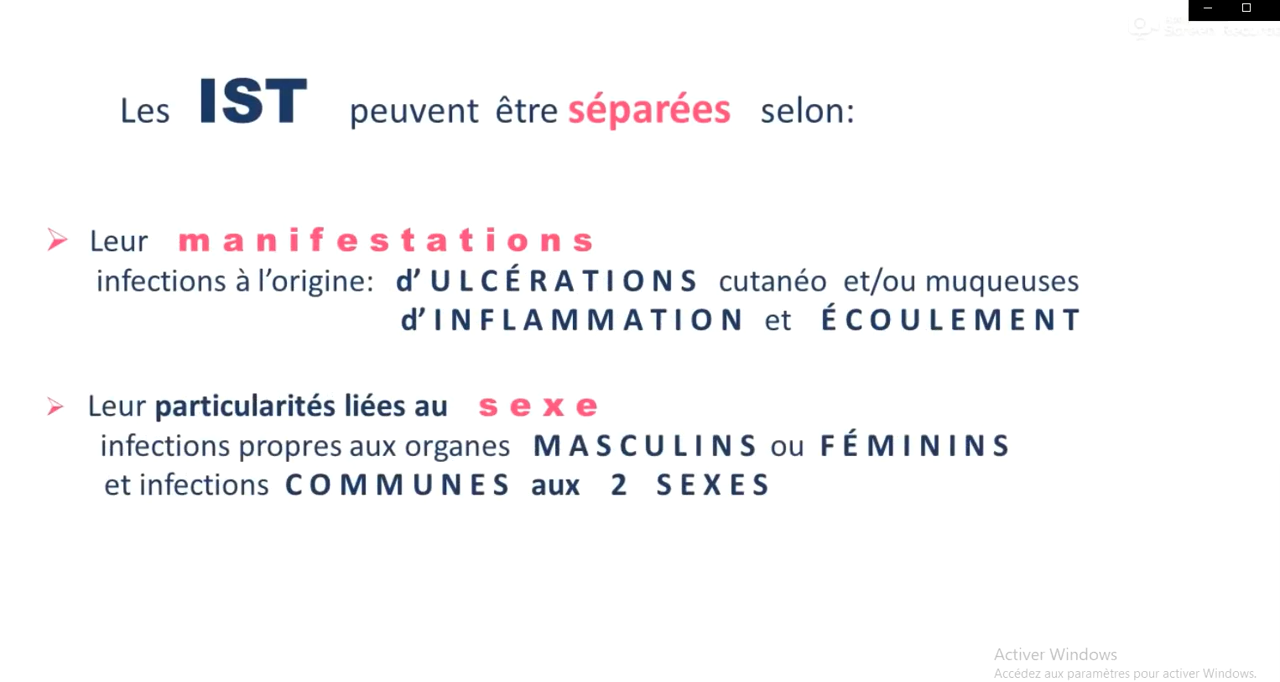 Les IST peuvent être séparées selon:
➢ Leur manifestations
infections à l’origine: d’ULCÉRATIONS cutanéo et/ou muqueuses
d’INFLAMMATION et ÉCOULEMENT
➢ Leur particularités liées au sexe
infections propres aux organes MASCULINS ou FÉMININS
et infections COMMUNES aux 2 SEXES
Activer Windows
Accédez aux paramètres pour activer Windows.